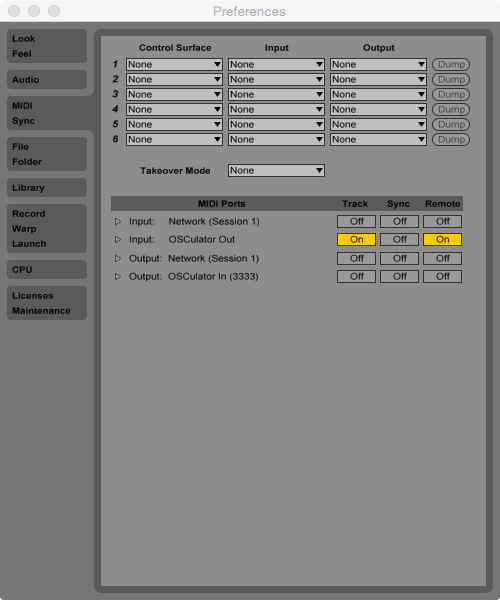 Preferences
Look
Feel
Audio
MIDI
Sync
File
Folder
Library
Record
Warp
Launch
CPU
Licenses
Maintenance
Control Surface Input Output
1 None None None Dump
2 None None None Dump
3 None None None Dump
4 None None None Dump
5 None None None Dump
6 None None None Dump
Takeover Mode None
MIDI Ports Track Sync Remote
Input: Network (Session 1) Off Off Off
Input: OSCulator Out On Off On
Output: Network (Session 1) Off Off Off
Output: OSCulator In (3333) Off Off Off